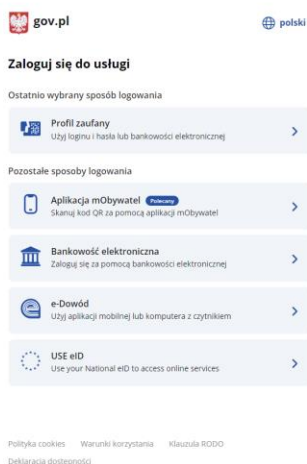 gov.pl
polski
Zaloguj się do usługi
Ostatnio wybrany sposób logowania
Profil zaufany
Użyj loginu i hasła lub bankowości elektronicznej
Pozostałe sposoby logowania
Aplikacja mObywatel Polecany
Skanuj kod QR za pomocą aplikacji mObywatel
Bankowość elektroniczna
Zaloguj się za pomocą bankowości elektronicznej
e-Dowód
Użyj aplikacji mobilnej lub komputera z czytnikiem
USE eID
Use your National eID to access online services
Polityka cookies Warunki korzystania Klauzula RODO
Deklaracja dostępności